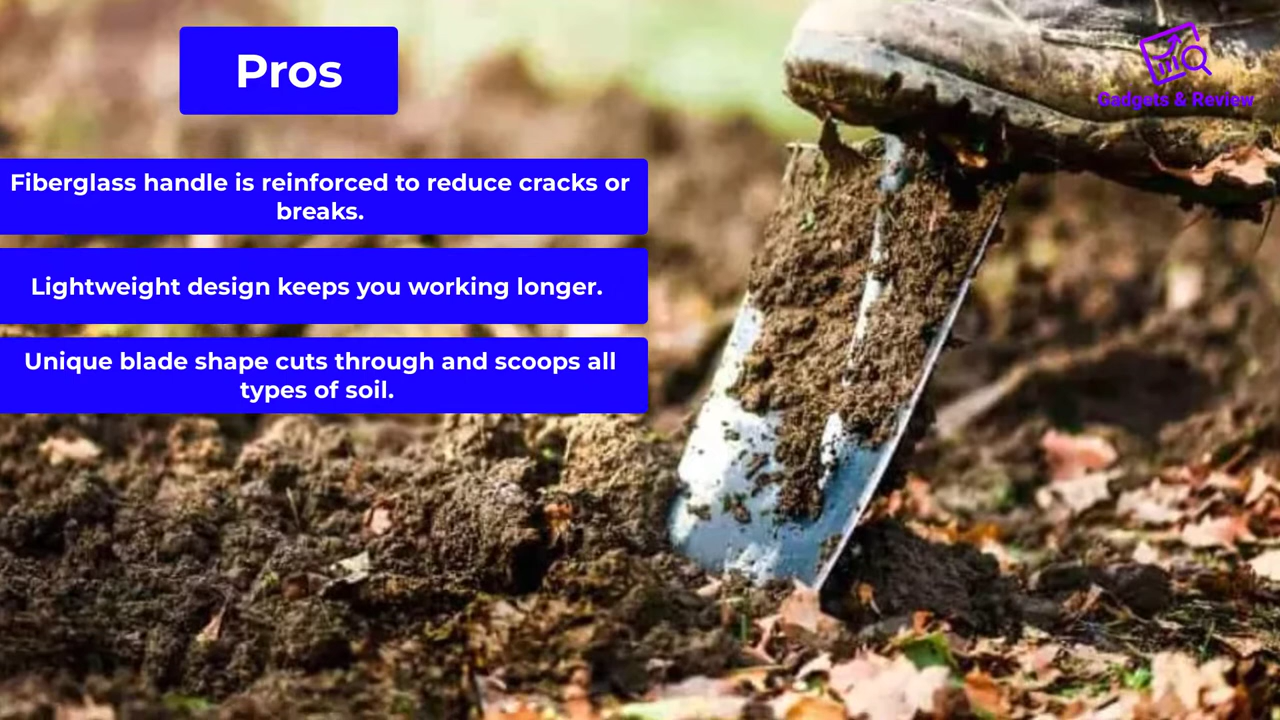 Pros
Gadgets & Review
Fiberglass handle is reinforced to reduce cracks or
breaks.
Lightweight design keeps you working longer.
Unique blade shape cuts through and scoops all
types of soil.